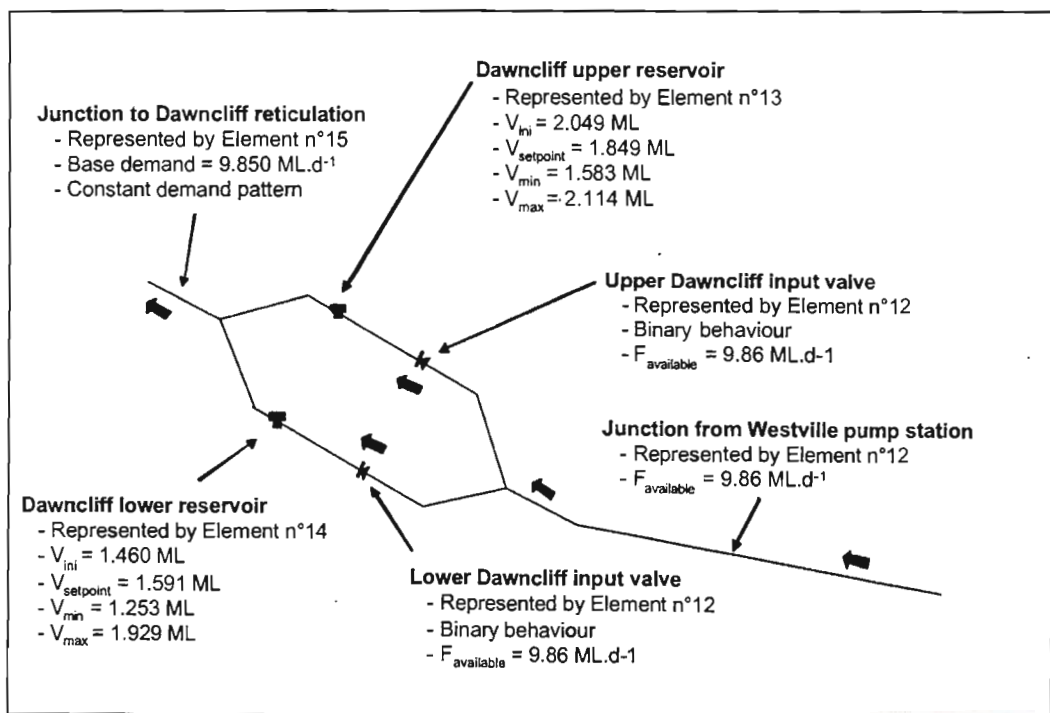 Dawncliff upper reservoir
- Represented by Element n°13
- V_ini = 2.049 ML
- V_setpoint = 1.849 ML
- V_min = 1.583 ML
- V_max = 2.114 ML
Junction to Dawncliff reticulation
- Represented by Element n°15
- Base demand = 9.850 ML.d⁻¹
- Constant demand pattern
Upper Dawncliff input valve
- Represented by Element n°12
- Binary behaviour
- F_available = 9.86 ML.d-1
Junction from Westville pump station
- Represented by Element n°12
- F_available = 9.86 ML.d⁻¹
Dawncliff lower reservoir
- Represented by Element n°14
- V_ini = 1.460 ML
- V_setpoint = 1.591 ML
- V_min = 1.253 ML
- V_max = 1.929 ML
Lower Dawncliff input valve
- Represented by Element n°12
- Binary behaviour
- F_available = 9.86 ML.d-1